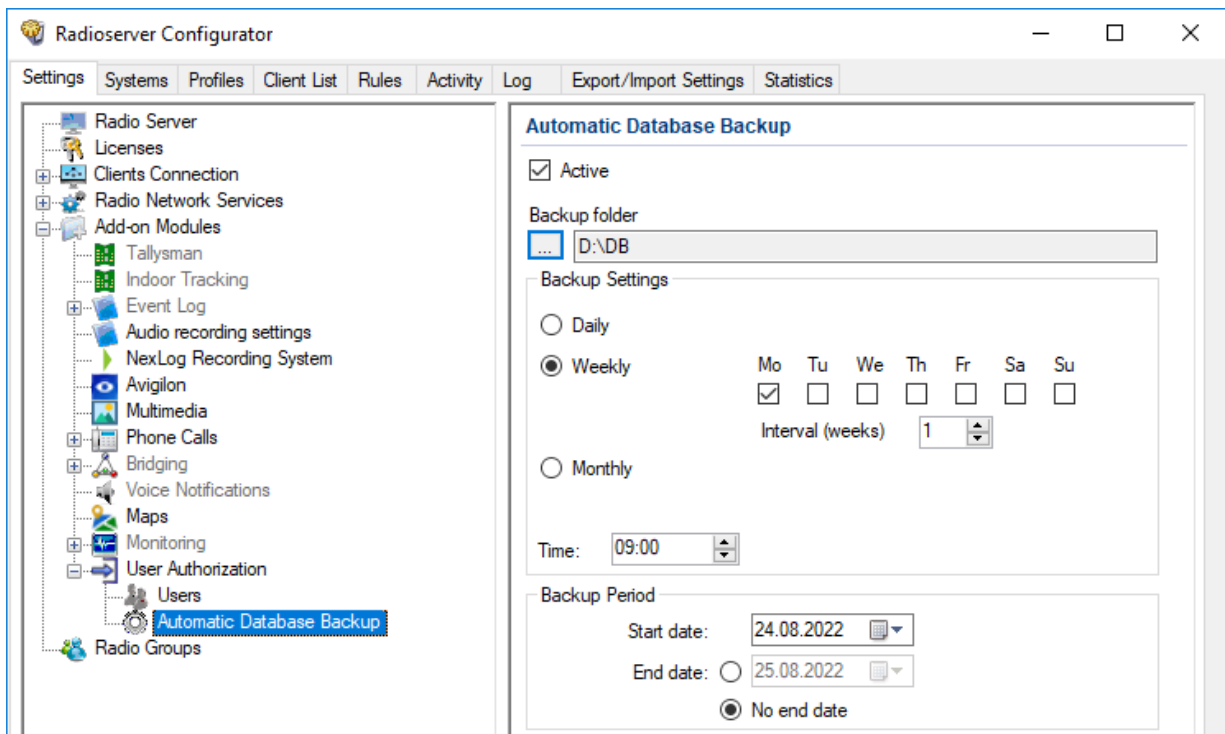 Radioserver Configurator
Settings Systems Profiles Client List Rules Activity Log Export/Import Settings Statistics
Radio Server
Licenses
Clients Connection
Radio Network Services
Add-on Modules
Tallysman
Indoor Tracking
Event Log
Audio recording settings
NexLog Recording System
Avigilon
Multimedia
Phone Calls
Bridging
Voice Notifications
Maps
Monitoring
User Authorization
Users
Automatic Database Backup
Radio Groups
Automatic Database Backup
Active
Backup folder
... D:\DB
Backup Settings
Daily
Weekly Mo Tu We Th Fr Sa Su
Interval (weeks) 1
Monthly
Time: 09:00
Backup Period
Start date: 24.08.2022
End date: 25.08.2022
No end date